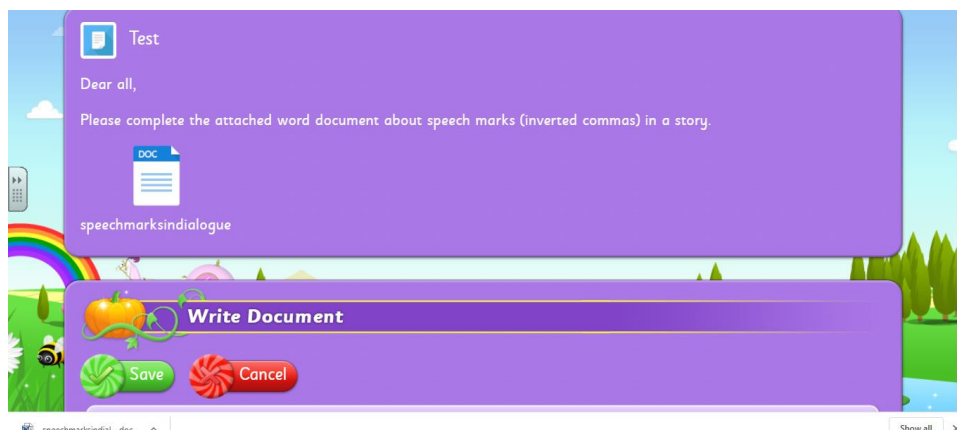 Test
Dear all,
Please complete the attached word document about speech marks (inverted commas) in a story.
DOC
speechmarksindialogue
Write Document
Save
Cancel
Show all